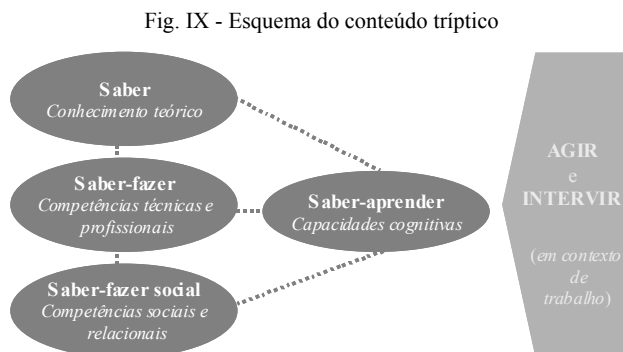 Fig. IX - Esquema do conteúdo tríptico
Saber
Conhecimento teórico
Saber-fazer
Competências técnicas e
profissionais
Saber-fazer social
Competências sociais e
relacionais
Saber-aprender
Capacidades cognitivas
AGIR
e
INTERVIR
(em contexto
de
trabalho)